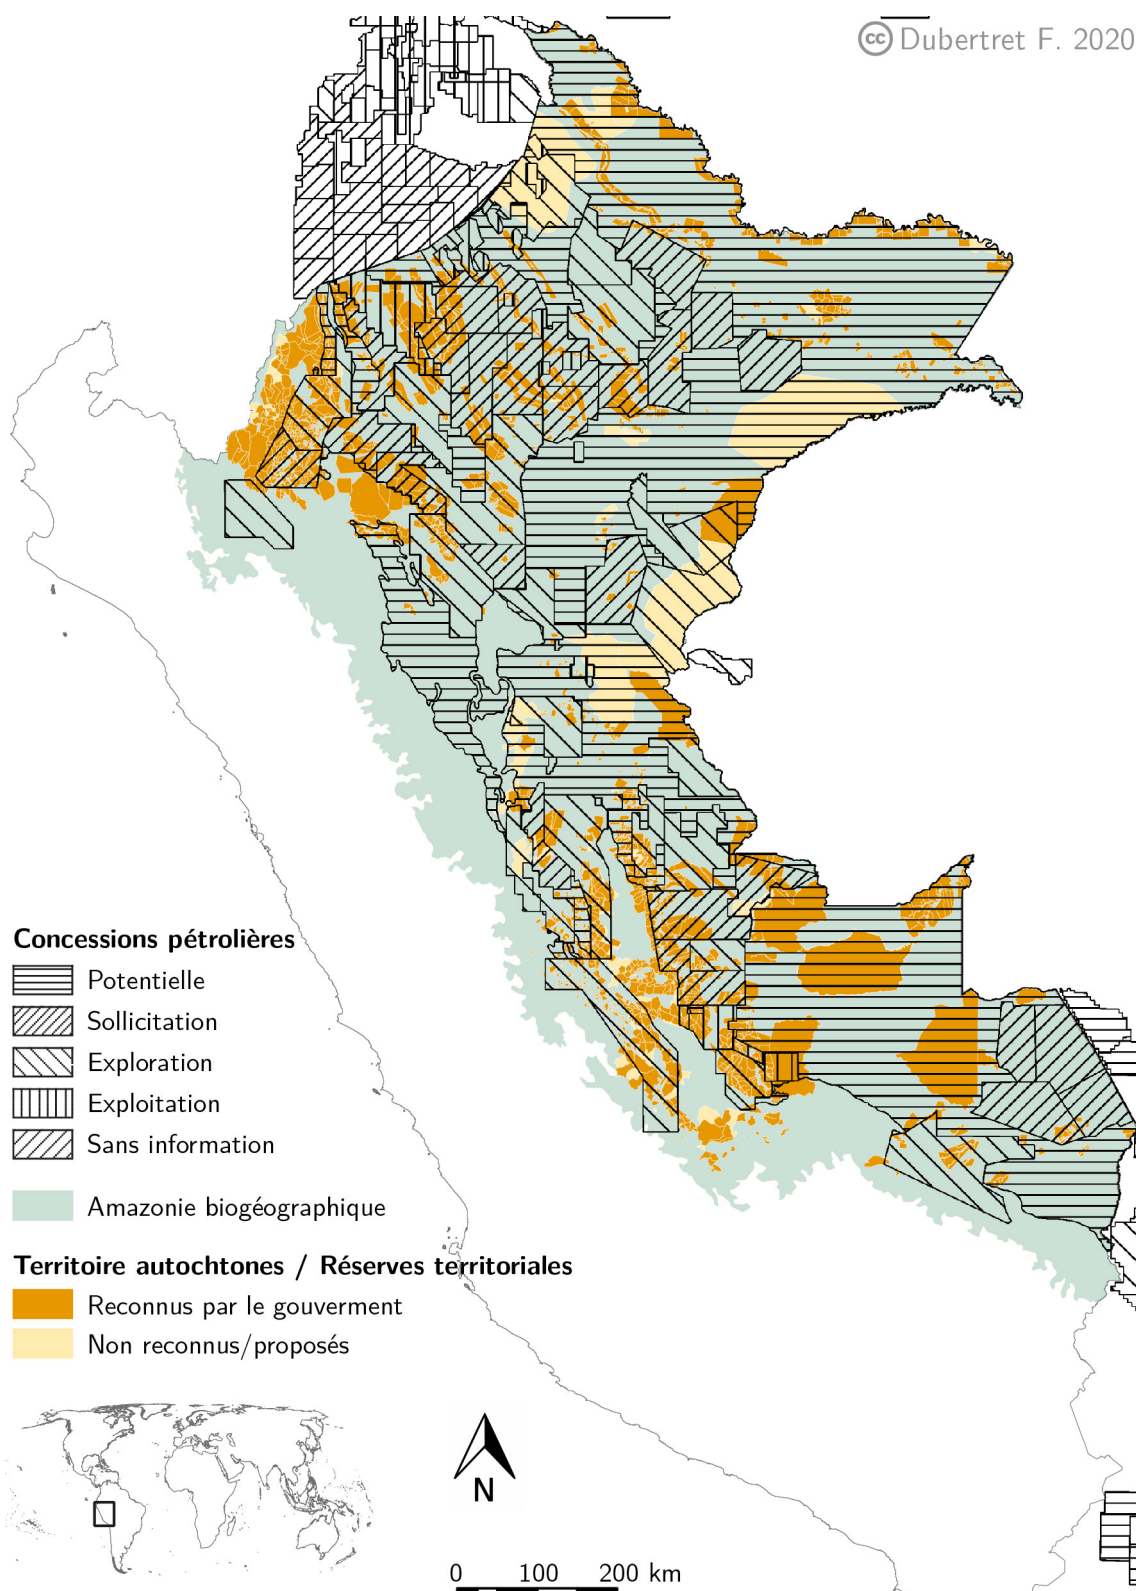 cc Dubertret F. 2020
Concessions pétrolières
Potentielle
Sollicitation
Exploration
Exploitation
Sans information
Amazonie biogéographique
Territoire autochtones / Réserves territoriales
Reconnus par le gouverment
Non reconnus/proposés
N
0 100 200 km